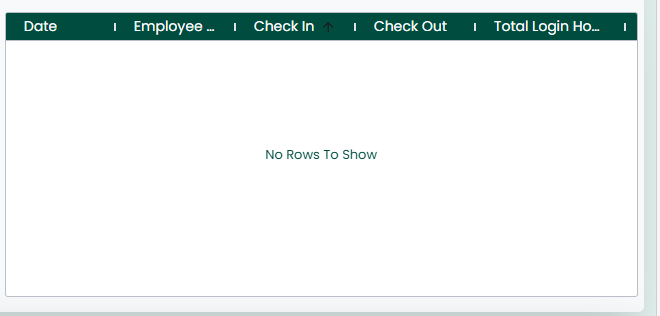 Date Employee ... Check In Check Out Total Login Ho...
No Rows To Show